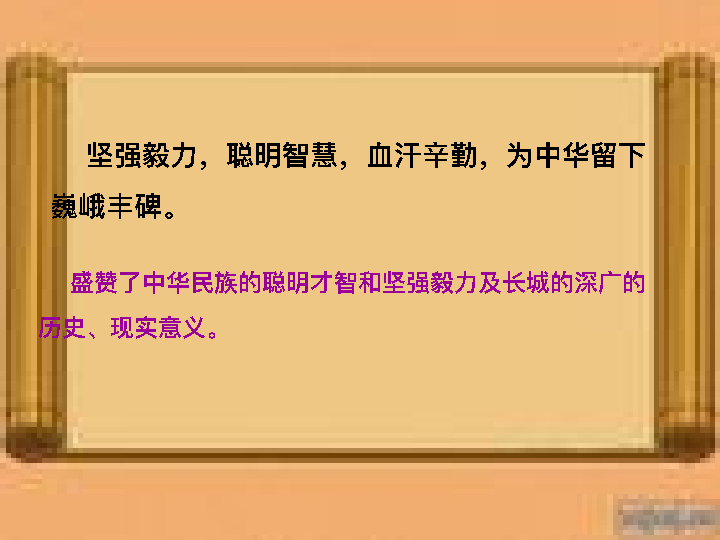 坚强毅力，聪明智慧，血汗辛勤，为中华留下
巍峨丰碑。
盛赞了中华民族的聪明才智和坚强毅力及长城的深广的
历史、现实意义。